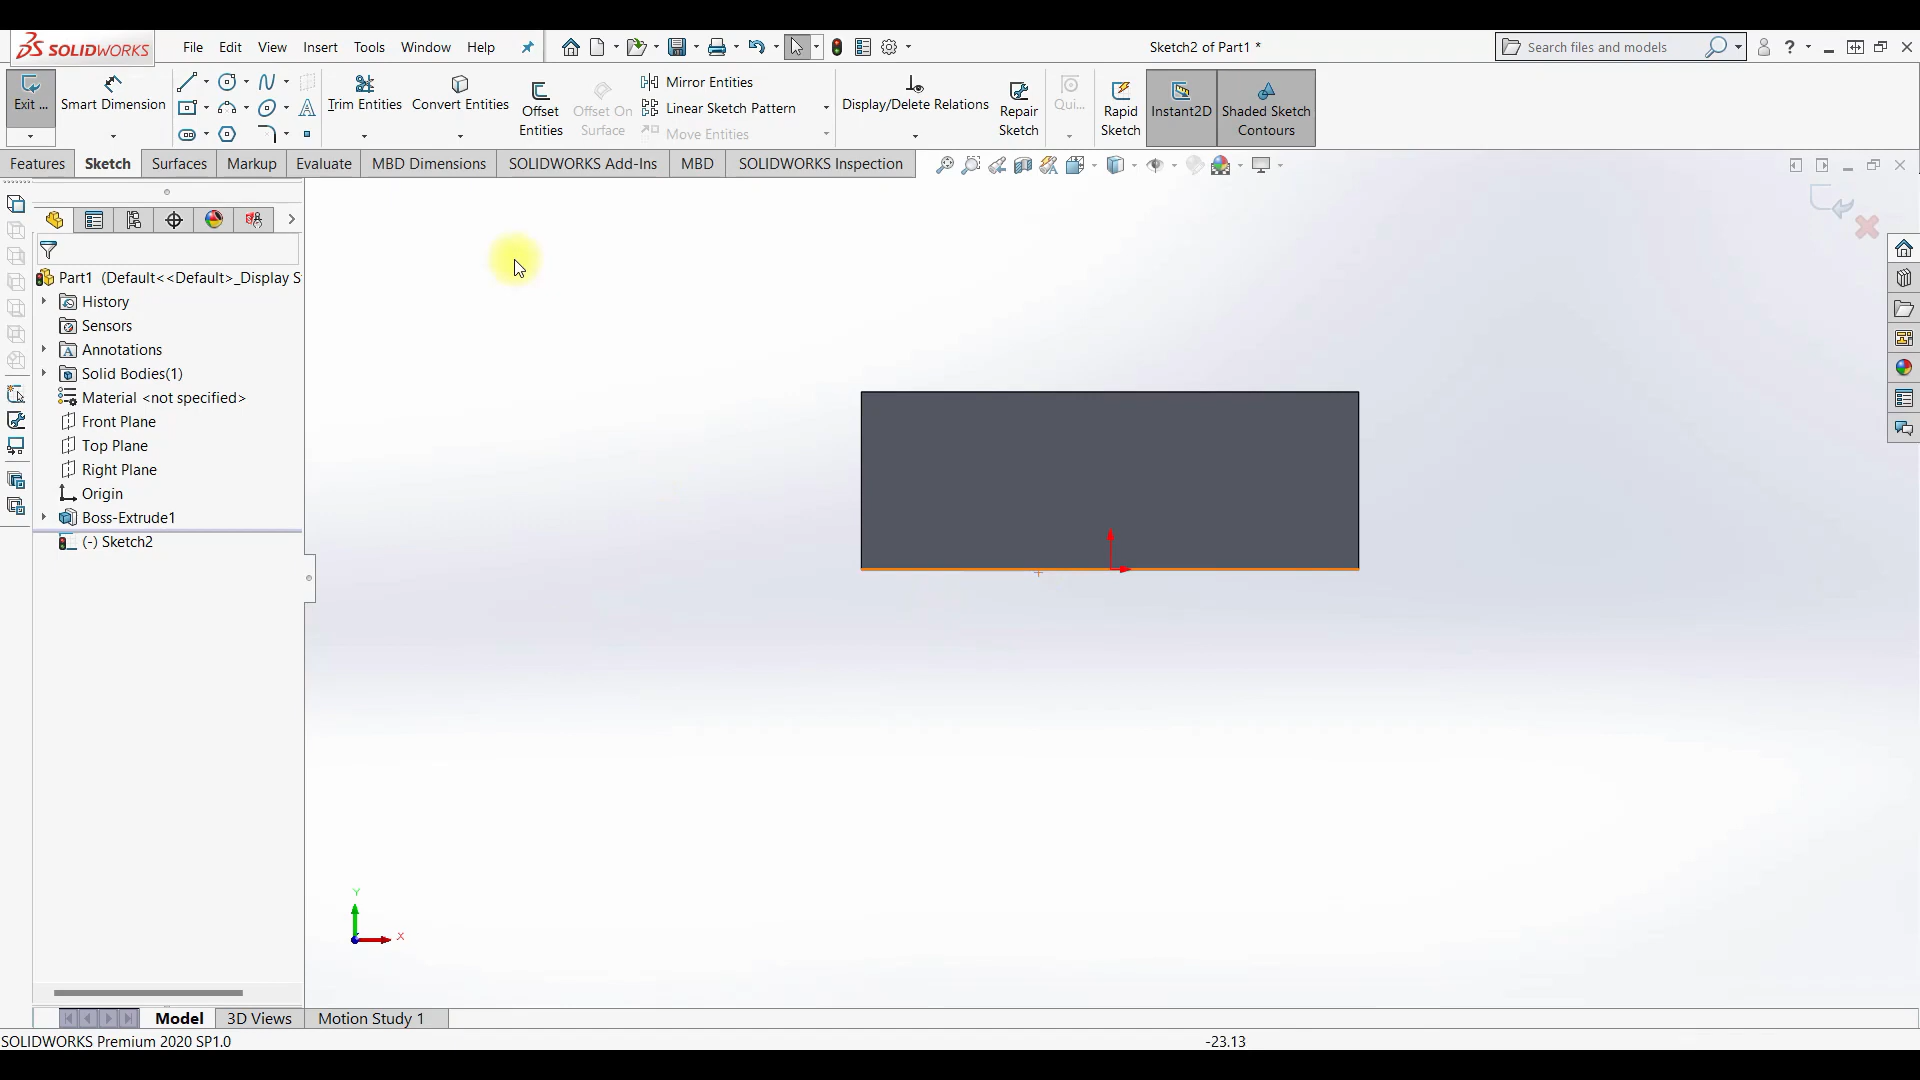 SOLIDWORKS File Edit View Insert Tools Window Help Sketch2 of Part1 * Search files and models ?
Exit ... Smart Dimension Trim Entities Convert Entities Offset Entities Offset On Surface Mirror Entities Linear Sketch Pattern Move Entities Display/Delete Relations Repair Sketch Qui... Rapid Sketch Instant2D Shaded Sketch Contours
Features Sketch Surfaces Markup Evaluate MBD Dimensions SOLIDWORKS Add-Ins MBD SOLIDWORKS Inspection
Part1 (Default<<Default>_Display S
History
Sensors
Annotations
Solid Bodies(1)
Material <not specified>
Front Plane
Top Plane
Right Plane
Origin
Boss-Extrude1
(-) Sketch2
Y
X
Model 3D Views Motion Study 1
SOLIDWORKS Premium 2020 SP1.0 -23.13